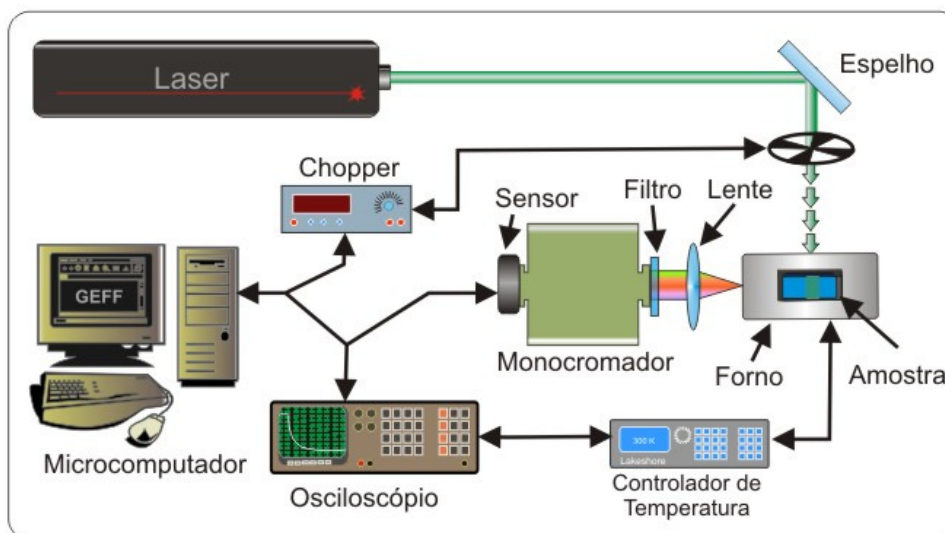 Laser
Espelho
Chopper
Sensor
Filtro
Lente
GEFF
Monocromador
Forno
Amostra
Microcomputador
Osciloscópio
300 K
Lakeshore
Controlador de
Temperatura